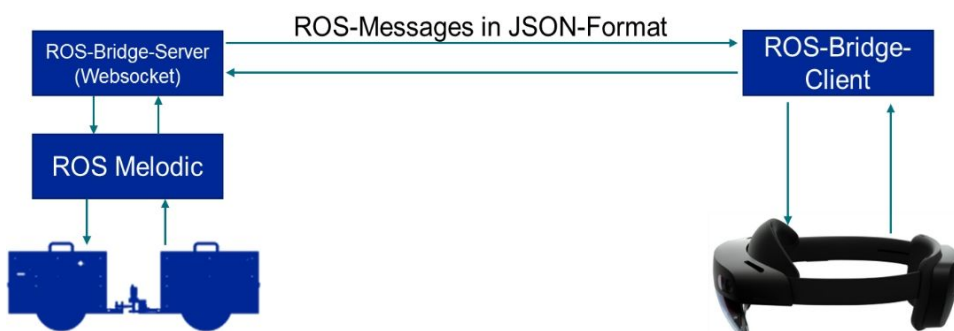 ROS-Messages in JSON-Format
ROS-Bridge-Server
(Websocket)
ROS-Bridge-
Client
ROS Melodic